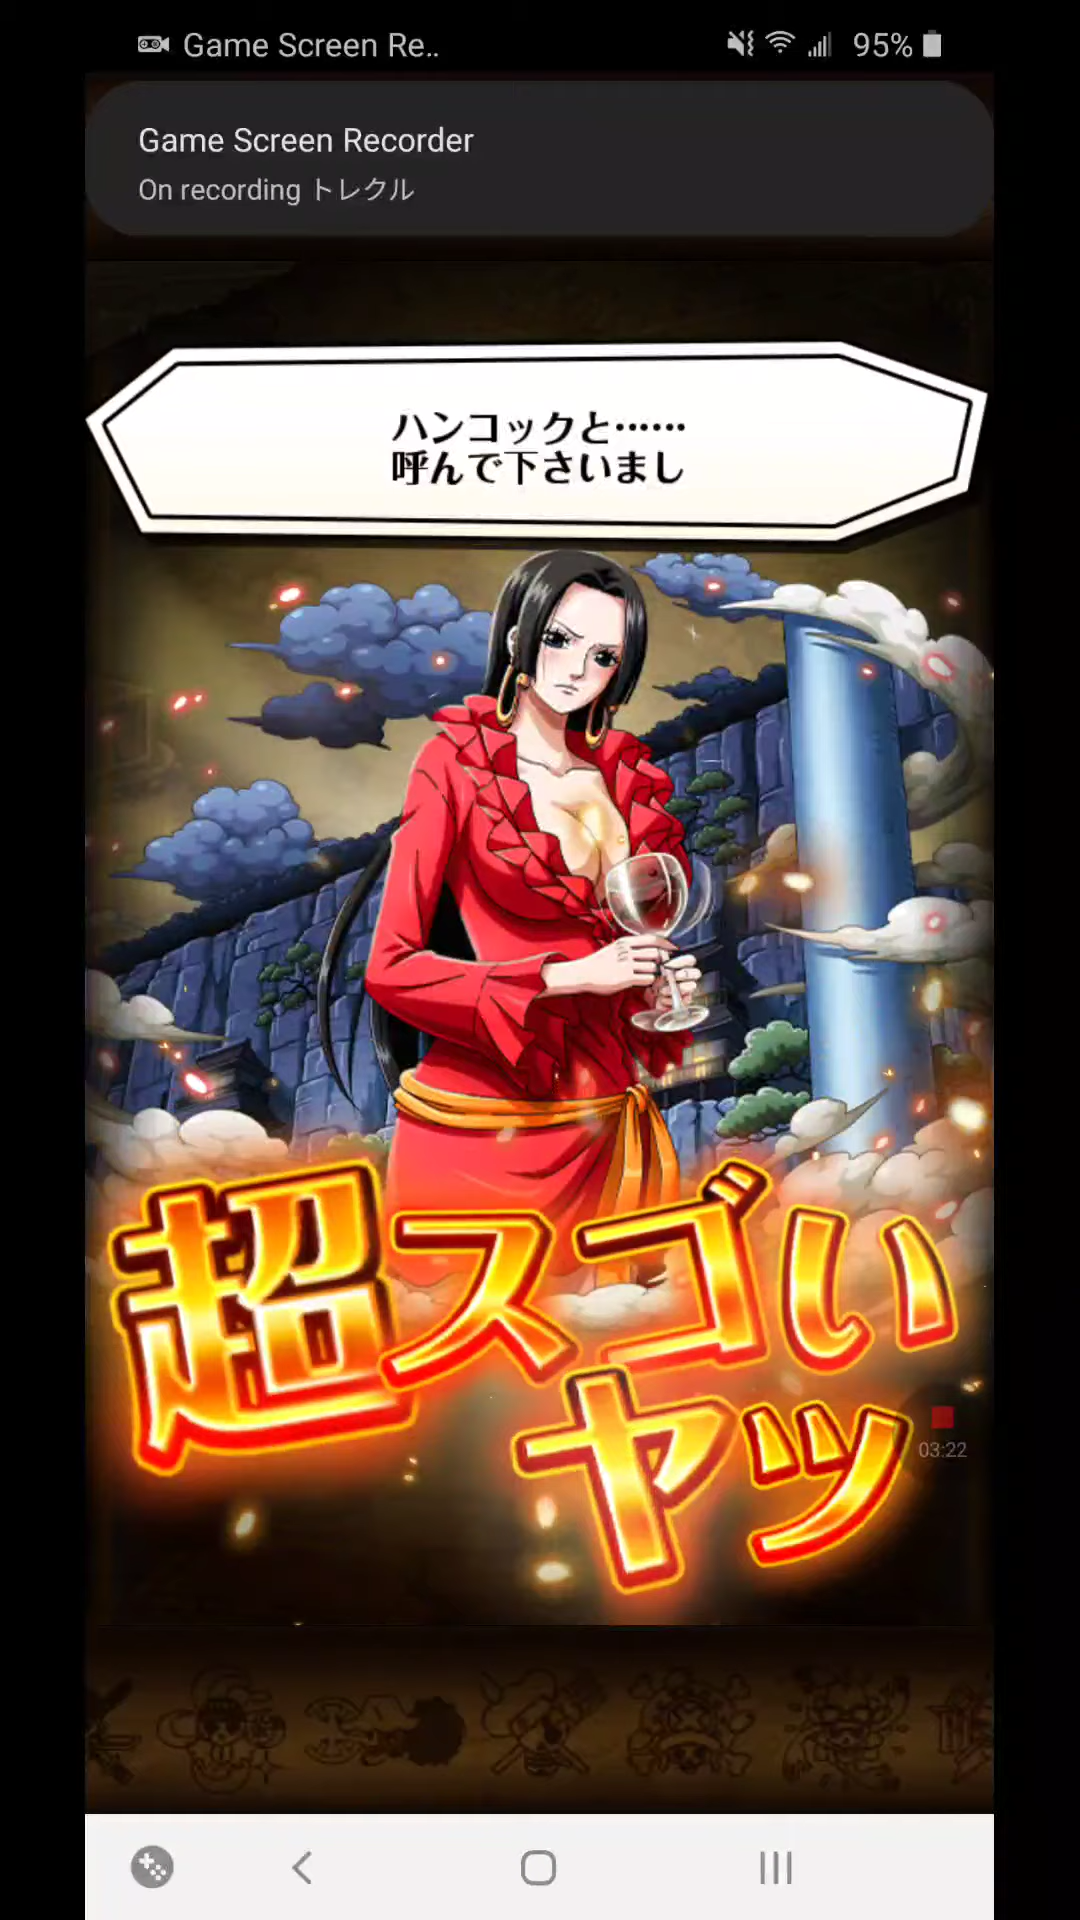 Game Screen Re..
95%
Game Screen Recorder
On recording トレクル
ハンコックと……
呼んで下さいまし
超スゴい
ヤツ
03:22